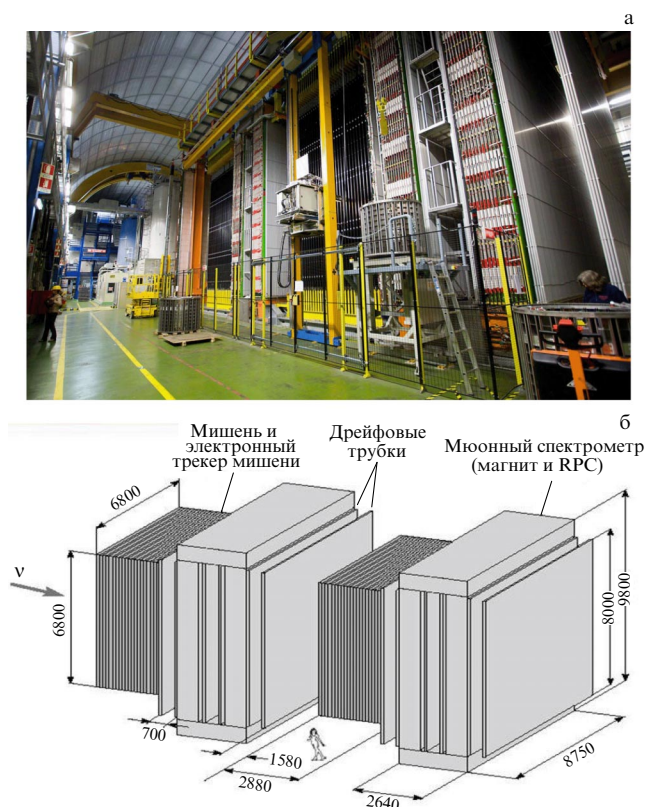 а
б
Мишень и
электронный
трекер мишени
Дрейфовые
трубки
Мюонный спектрометр
(магнит и RPC)
6800
ν
6800
8000
9800
700
1580
2880
2640
8750